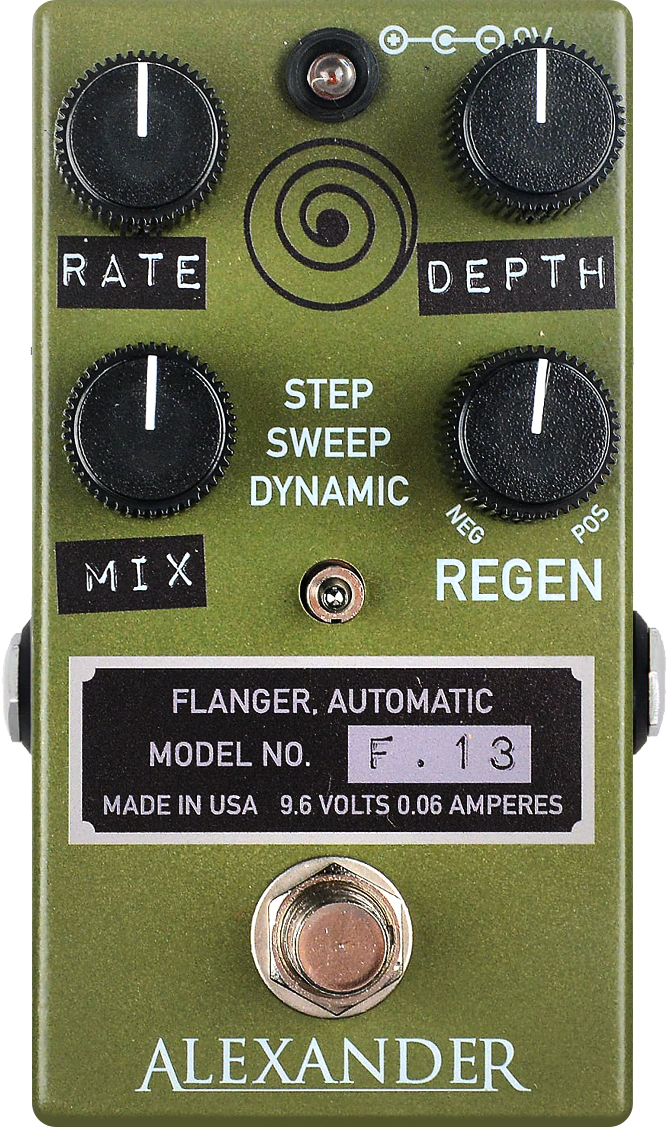 9V
RATE
DEPTH
STEP
SWEEP
DYNAMIC
NEG
POS
MIX
REGEN
FLANGER, AUTOMATIC
MODEL NO. F.13
MADE IN USA 9.6 VOLTS 0.06 AMPERES
ALEXANDER